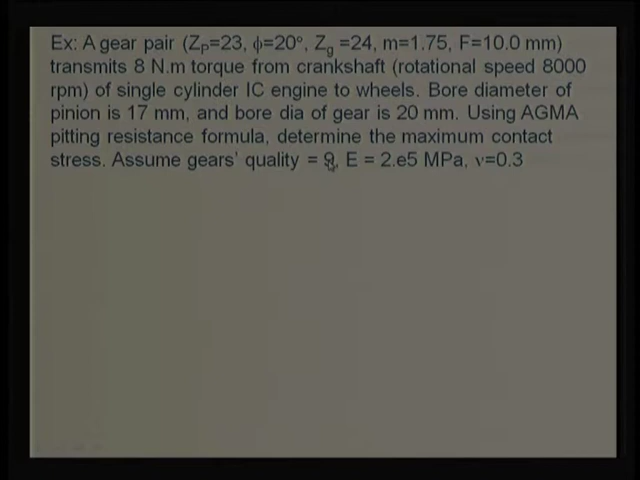 Ex: A gear pair (ZP=23, ϕ=20°, Zg =24, m=1.75, F=10.0 mm)
transmits 8 N.m torque from crankshaft (rotational speed 8000
rpm) of single cylinder IC engine to wheels. Bore diameter of
pinion is 17 mm, and bore dia of gear is 20 mm. Using AGMA
pitting resistance formula, determine the maximum contact
stress. Assume gears' quality = 9, E = 2.e5 MPa, ν=0.3